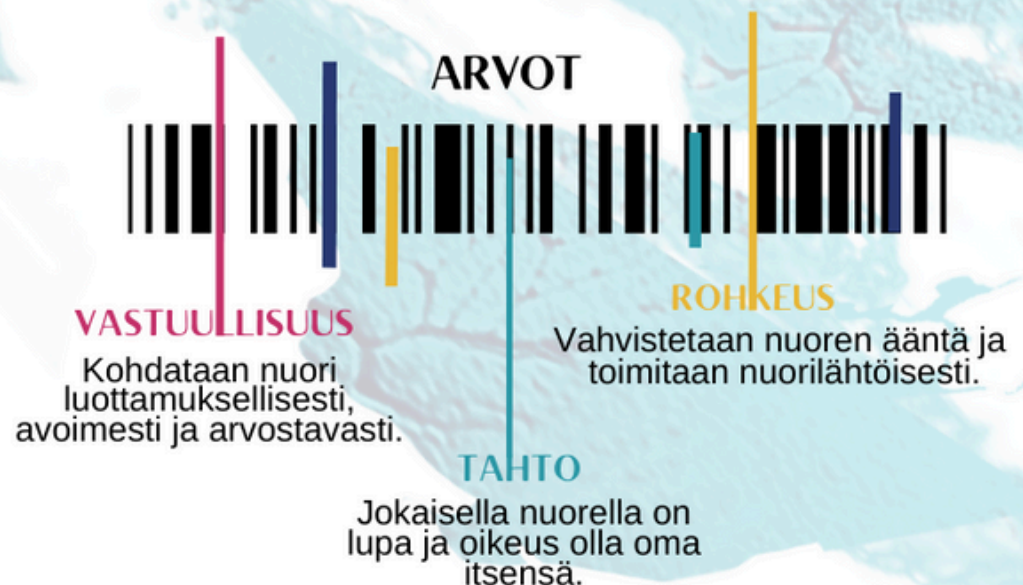 ARVOT
VASTUULLISUUS
Kohdataan nuori
luottamuksellisesti,
avoimesti ja arvostavasti.
TAHTO
Jokaisella nuorella on
lupa ja oikeus olla oma
itsensä.
ROHKEUS
Vahvistetaan nuoren ääntä ja
toimitaan nuorilähtöisesti.